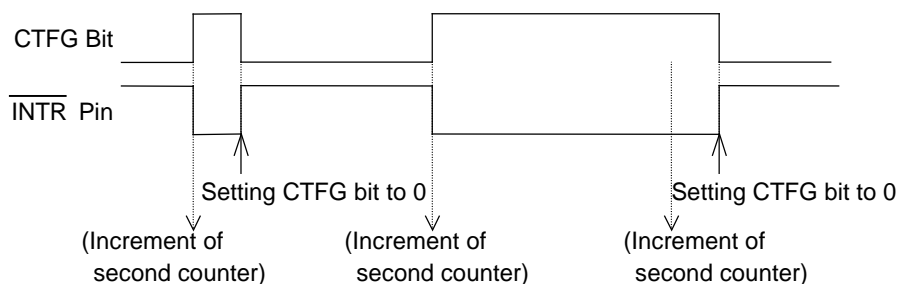 CTFG Bit
INTR Pin
Setting CTFG bit to 0
Setting CTFG bit to 0
(Increment of
second counter)
(Increment of
second counter)
(Increment of
second counter)